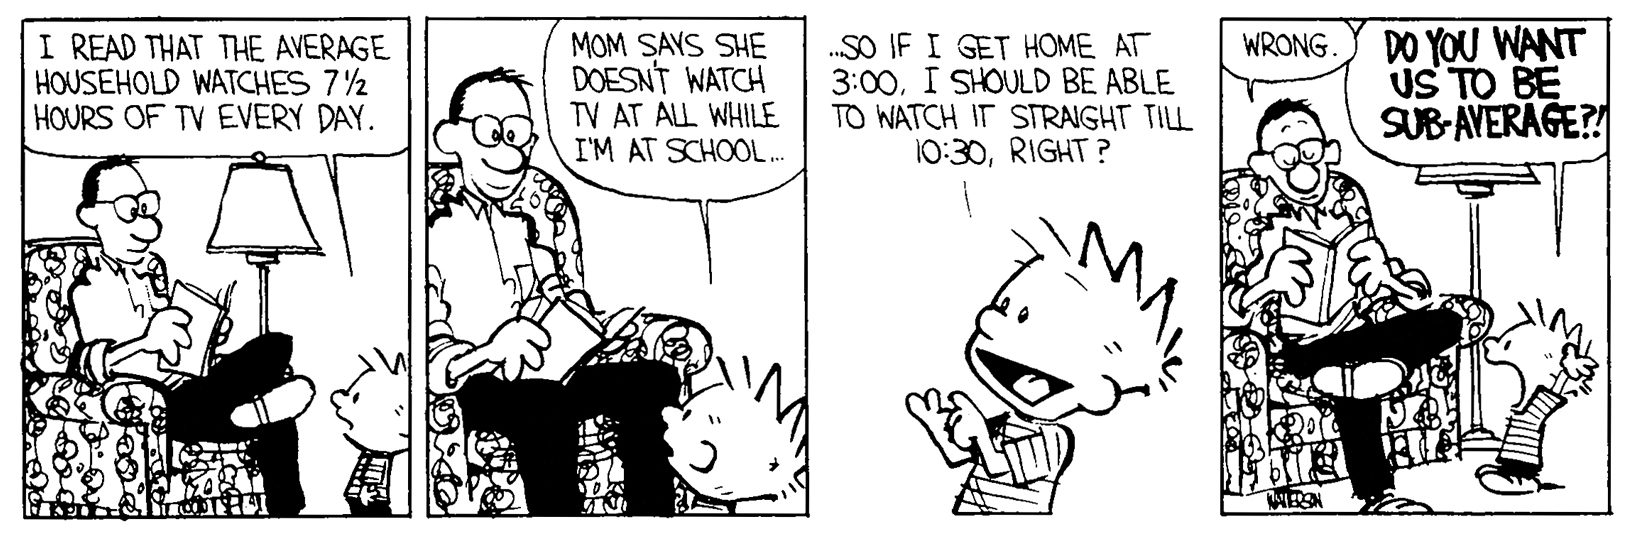 I READ THAT THE AVERAGE
HOUSEHOLD WATCHES 7 1/2
HOURS OF TV EVERY DAY.
MOM SAYS SHE
DOESN'T WATCH
TV AT ALL WHILE
I'M AT SCHOOL...
...SO IF I GET HOME AT
3:00, I SHOULD BE ABLE
TO WATCH IT STRAIGHT TILL
10:30, RIGHT?
WRONG.
DO YOU WANT
US TO BE
SUB-AVERAGE?!
WATTERSON